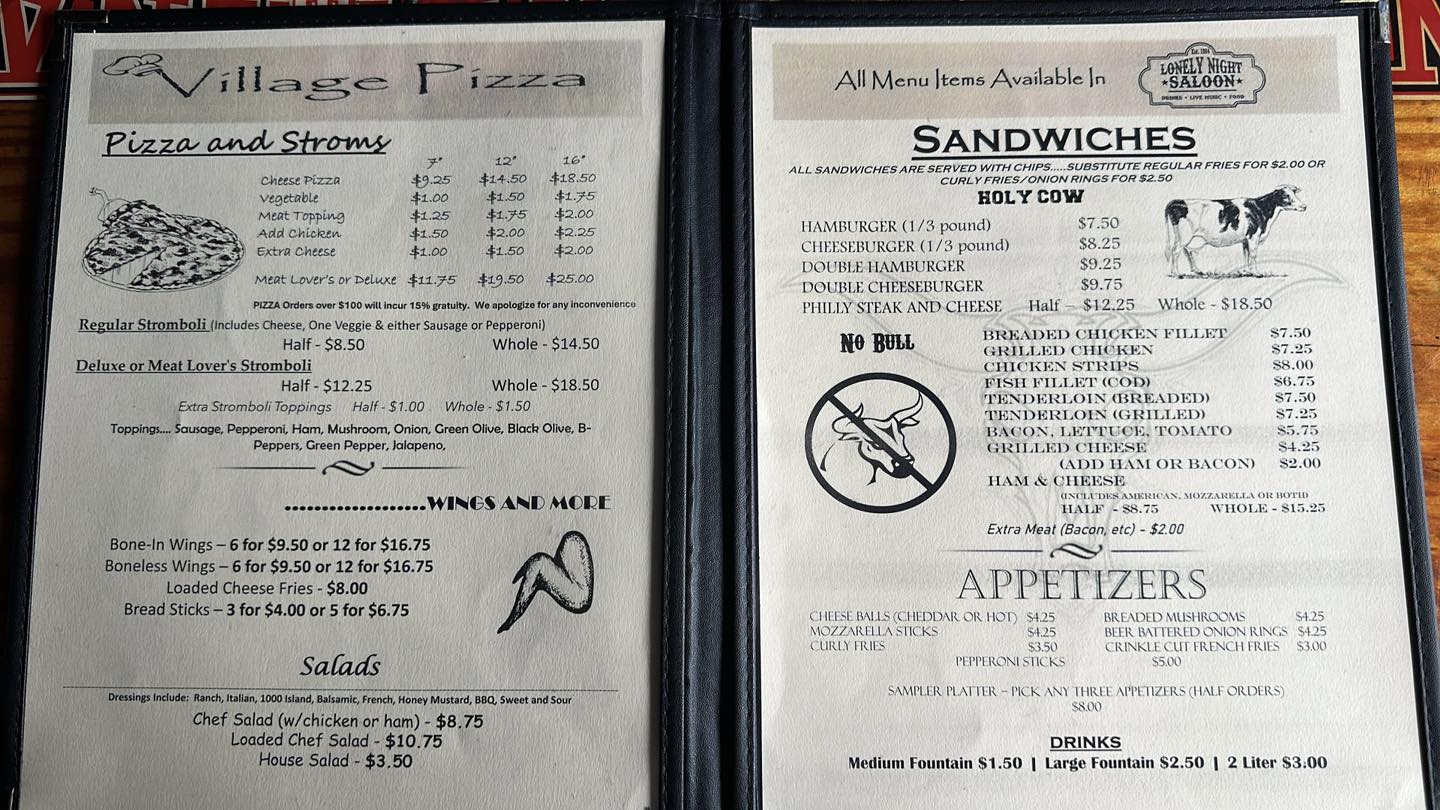 Village Pizza
Pizza and Stroms
7" 12" 16"
Cheese Pizza $9.25 $14.50 $18.50
Vegetable $1.00 $1.50 $1.75
Meat Topping $1.25 $1.75 $2.00
Add Chicken $1.50 $2.00 $2.25
Extra Cheese $1.00 $1.50 $2.00
Meat Lover's or Deluxe $11.75 $19.50 $25.00
PIZZA Orders over $100 will incur 15% gratuity. We apologize for any inconvenience
Regular Stromboli (Includes Cheese, One Veggie & either Sausage or Pepperoni)
Half - $8.50 Whole - $14.50
Deluxe or Meat Lover's Stromboli
Half - $12.25 Whole - $18.50
Extra Stromboli Toppings Half - $1.00 Whole - $1.50
Toppings.... Sausage, Pepperoni, Ham, Mushroom, Onion, Green Olive, Black Olive, B-
Peppers, Green Pepper, Jalapeno,
....................WINGS AND MORE
Bone-In Wings – 6 for $9.50 or 12 for $16.75
Boneless Wings – 6 for $9.50 or 12 for $16.75
Loaded Cheese Fries - $8.00
Bread Sticks – 3 for $4.00 or 5 for $6.75
Salads
Dressings Include: Ranch, Italian, 1000 Island, Balsamic, French, Honey Mustard, BBQ, Sweet and Sour
Chef Salad (w/chicken or ham) - $8.75
Loaded Chef Salad - $10.75
House Salad - $3.50
All Menu Items Available In
LONELY NIGHT
SALOON
DRINKS • LIVE MUSIC • FOOD
SANDWICHES
ALL SANDWICHES ARE SERVED WITH CHIPS.....SUBSTITUTE REGULAR FRIES FOR $2.00 OR
CURLY FRIES/ONION RINGS FOR $2.50
HOLY COW
HAMBURGER (1/3 pound) $7.50
CHEESEBURGER (1/3 pound) $8.25
DOUBLE HAMBURGER $9.25
DOUBLE CHEESEBURGER $9.75
PHILLY STEAK AND CHEESE Half – $12.25 Whole - $18.50
NO BULL
BREADED CHICKEN FILLET $7.50
GRILLED CHICKEN $7.25
CHICKEN STRIPS $8.00
FISH FILLET (COD) $6.75
TENDERLOIN (BREADED) $7.50
TENDERLOIN (GRILLED) $7.25
BACON, LETTUCE, TOMATO $5.75
GRILLED CHEESE $4.25
(ADD HAM OR BACON) $2.00
HAM & CHEESE
(INCLUDES AMERICAN, MOZZARELLA OR BOTH)
HALF - $8.75 WHOLE - $15.25
Extra Meat (Bacon, etc) - $2.00
APPETIZERS
CHEESE BALLS (CHEDDAR OR HOT) $4.25 BREADED MUSHROOMS $4.25
MOZZARELLA STICKS $4.25 BEER BATTERED ONION RINGS $4.25
CURLY FRIES $3.50 CRINKLE CUT FRENCH FRIES $3.00
PEPPERONI STICKS $5.00
SAMPLER PLATTER – PICK ANY THREE APPETIZERS (HALF ORDERS)
$8.00
DRINKS
Medium Fountain $1.50 | Large Fountain $2.50 | 2 Liter $3.00